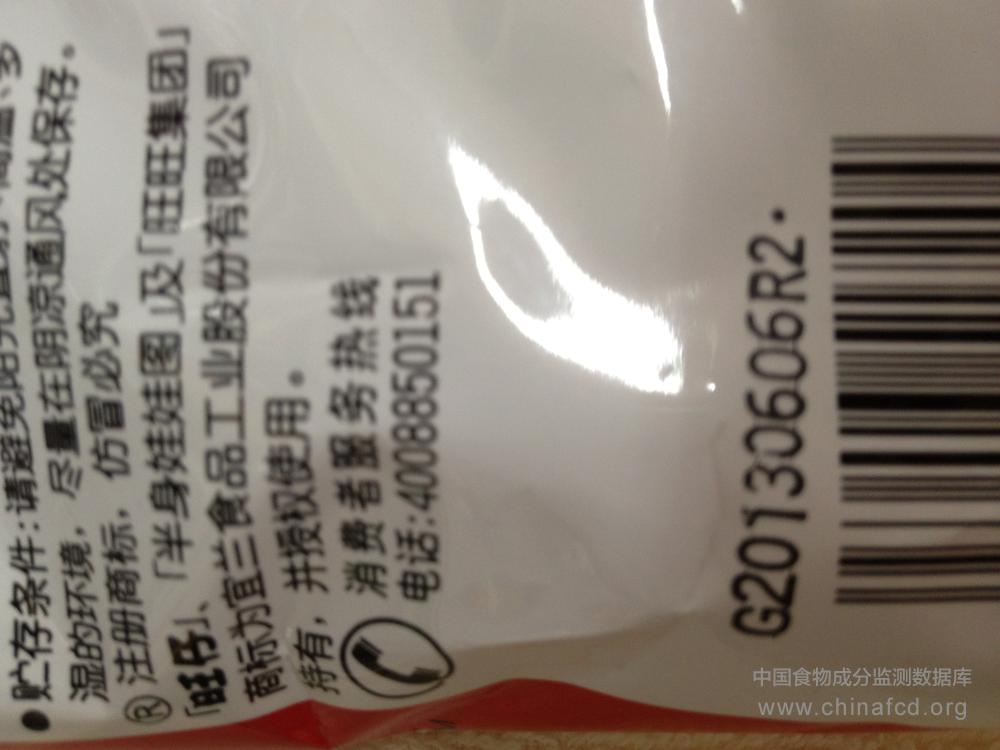 •贮存条件:请避免阳光直射、高温、多
湿的环境，尽量在阴凉通风处保存。
®注册商标，仿冒必究
「半身娃娃图」及「旺旺集团」
「旺仔」、
商标为宜兰食品工业股份有限公司
持有，并授权使用。
消费者服务热线
电话:4008850151
G20130606R2.
中国食物成分监测数据库
www.chinafcd.org